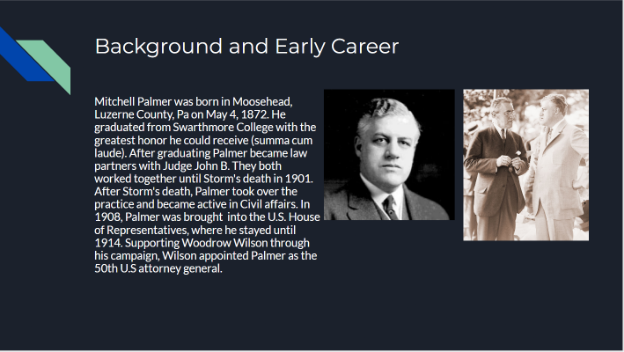 Background and Early Career
Mitchell Palmer was born in Moosehead,
Luzerne County, Pa on May 4, 1872. He
graduated from Swarthmore College with the
greatest honor he could receive (summa cum
laude). After graduating Palmer became law
partners with Judge John B. They both
worked together until Storm's death in 1901.
After Storm's death, Palmer took over the
practice and became active in Civil affairs. In
1908, Palmer was brought into the U.S. House
of Representatives, where he stayed until
1914. Supporting Woodrow Wilson through
his campaign, Wilson appointed Palmer as the
50th U.S attorney general.